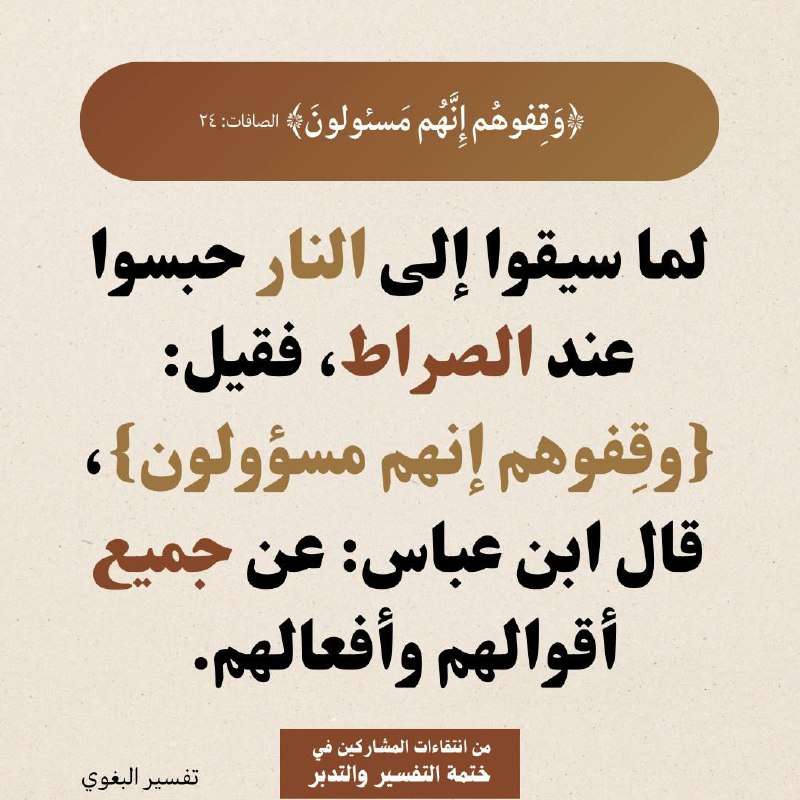 ﴿وَقِفوهُم إِنَّهُم مَسئولونَ﴾ الصافات: ٢٤
لما سيقوا إلى النار حبسوا
عند الصراط، فقيل:
{وقِفوهم إنهم مسؤولون}،
قال ابن عباس: عن جميع
أقوالهم وأفعالهم.
من انتقاءات المشاركين في
ختمة التفسير والتدبر
تفسير البغوي